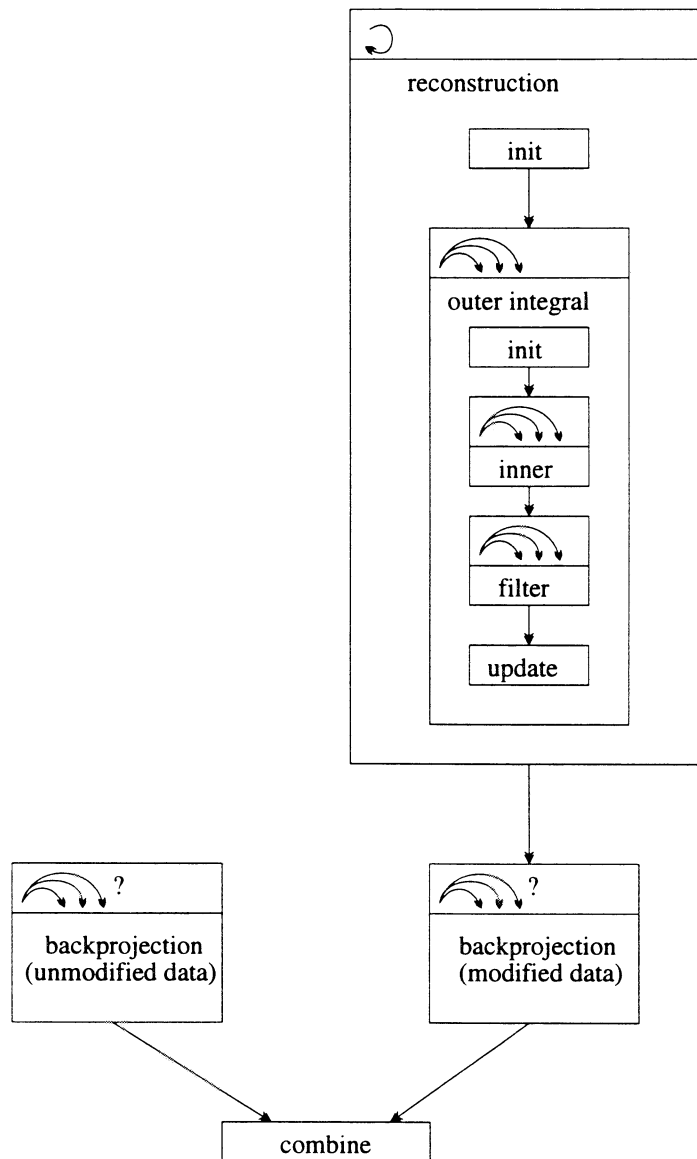 reconstruction
init
outer integral
init
inner
filter
update
?
backprojection
(unmodified data)
?
backprojection
(modified data)
combine